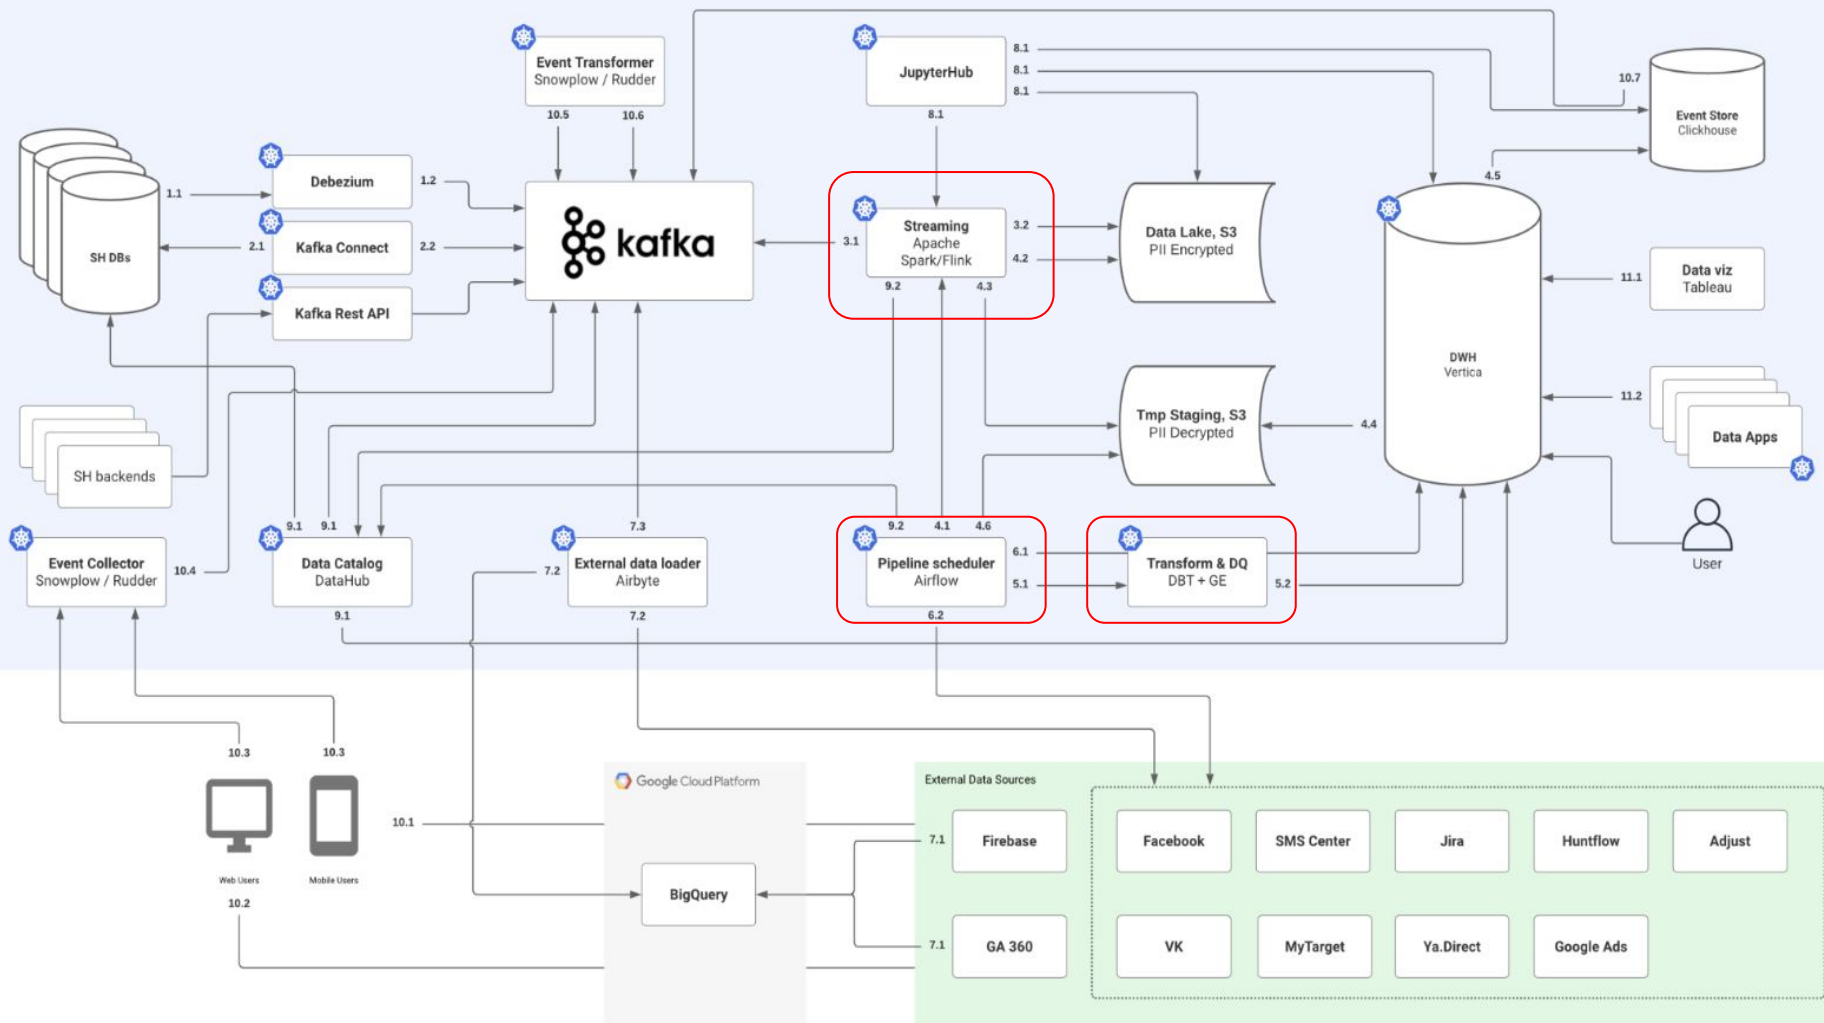 Event Transformer
Snowplow / Rudder
10.5
10.6
JupyterHub
8.1
8.1
8.1
8.1
10.7
Event Store
Clickhouse
4.5
SH DBs
1.1
Debezium
1.2
2.1
Kafka Connect
2.2
Kafka Rest API
kafka
3.1
Streaming
Apache
Spark/Flink
3.2
4.2
9.2
4.3
Data Lake, S3
PII Encrypted
DWH
Vertica
11.1
Data viz
Tableau
11.2
Data Apps
Tmp Staging, S3
PII Decrypted
4.4
SH backends
User
9.1
9.1
7.3
9.2
4.1
4.6
Event Collector
Snowplow / Rudder
10.4
Data Catalog
DataHub
9.1
7.2
External data loader
Airbyte
7.2
Pipeline scheduler
Airflow
6.1
5.1
6.2
Transform & DQ
DBT + GE
5.2
10.3
10.3
Web Users
Mobile Users
10.1
10.2
Google Cloud Platform
BigQuery
External Data Sources
7.1
Firebase
Facebook
SMS Center
Jira
Huntflow
Adjust
7.1
GA 360
VK
MyTarget
Ya.Direct
Google Ads